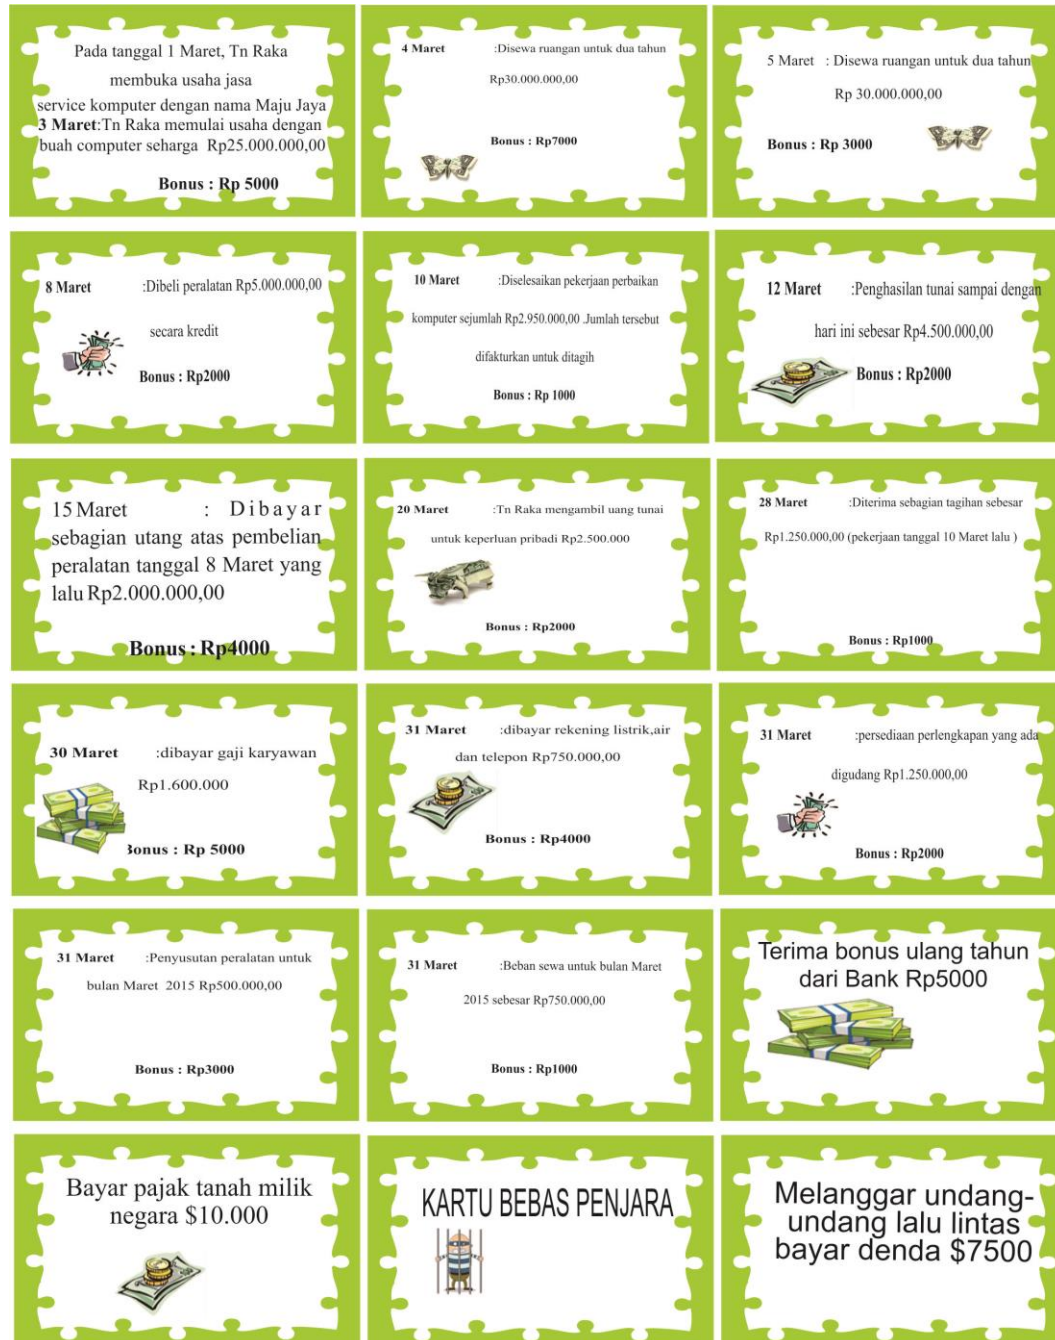 Pada tanggal 1 Maret, Tn Raka
membuka usaha jasa
service komputer dengan nama Maju Jaya
3 Maret:Tn Raka memulai usaha dengan
buah computer seharga Rp25.000.000,00
Bonus : Rp 5000
4 Maret :Disewa ruangan untuk dua tahun
Rp30.000.000,00
Bonus : Rp7000
5 Maret : Disewa ruangan untuk dua tahun
Rp 30.000.000,00
Bonus : Rp 3000
8 Maret :Dibeli peralatan Rp5.000.000,00
secara kredit
Bonus : Rp2000
10 Maret :Diselesaikan pekerjaan perbaikan
komputer sejumlah Rp2.950.000,00 .Jumlah tersebut
difakturkan untuk ditagih
Bonus : Rp 1000
12 Maret :Penghasilan tunai sampai dengan
hari ini sebesar Rp4.500.000,00
Bonus : Rp2000
15 Maret : Dibayar
sebagian utang atas pembelian
peralatan tanggal 8 Maret yang
lalu Rp2.000.000,00
Bonus : Rp4000
20 Maret :Tn Raka mengambil uang tunai
untuk keperluan pribadi Rp2.500.000
Bonus : Rp2000
28 Maret :Diterima sebagian tagihan sebesar
Rp1.250.000,00 (pekerjaan tanggal 10 Maret lalu )
Bonus : Rp1000
30 Maret :dibayar gaji karyawan
Rp1.600.000
Bonus : Rp 5000
31 Maret :dibayar rekening listrik,air
dan telepon Rp750.000,00
Bonus : Rp4000
31 Maret :persediaan perlengkapan yang ada
digudang Rp1.250.000,00
Bonus : Rp2000
31 Maret :Penyusutan peralatan untuk
bulan Maret 2015 Rp500.000,00
Bonus : Rp3000
31 Maret :Beban sewa untuk bulan Maret
2015 sebesar Rp750.000,00
Bonus : Rp1000
Terima bonus ulang tahun
dari Bank Rp5000
Bayar pajak tanah milik
negara $10.000
KARTU BEBAS PENJARA
Melanggar undang-
undang lalu lintas
bayar denda $7500